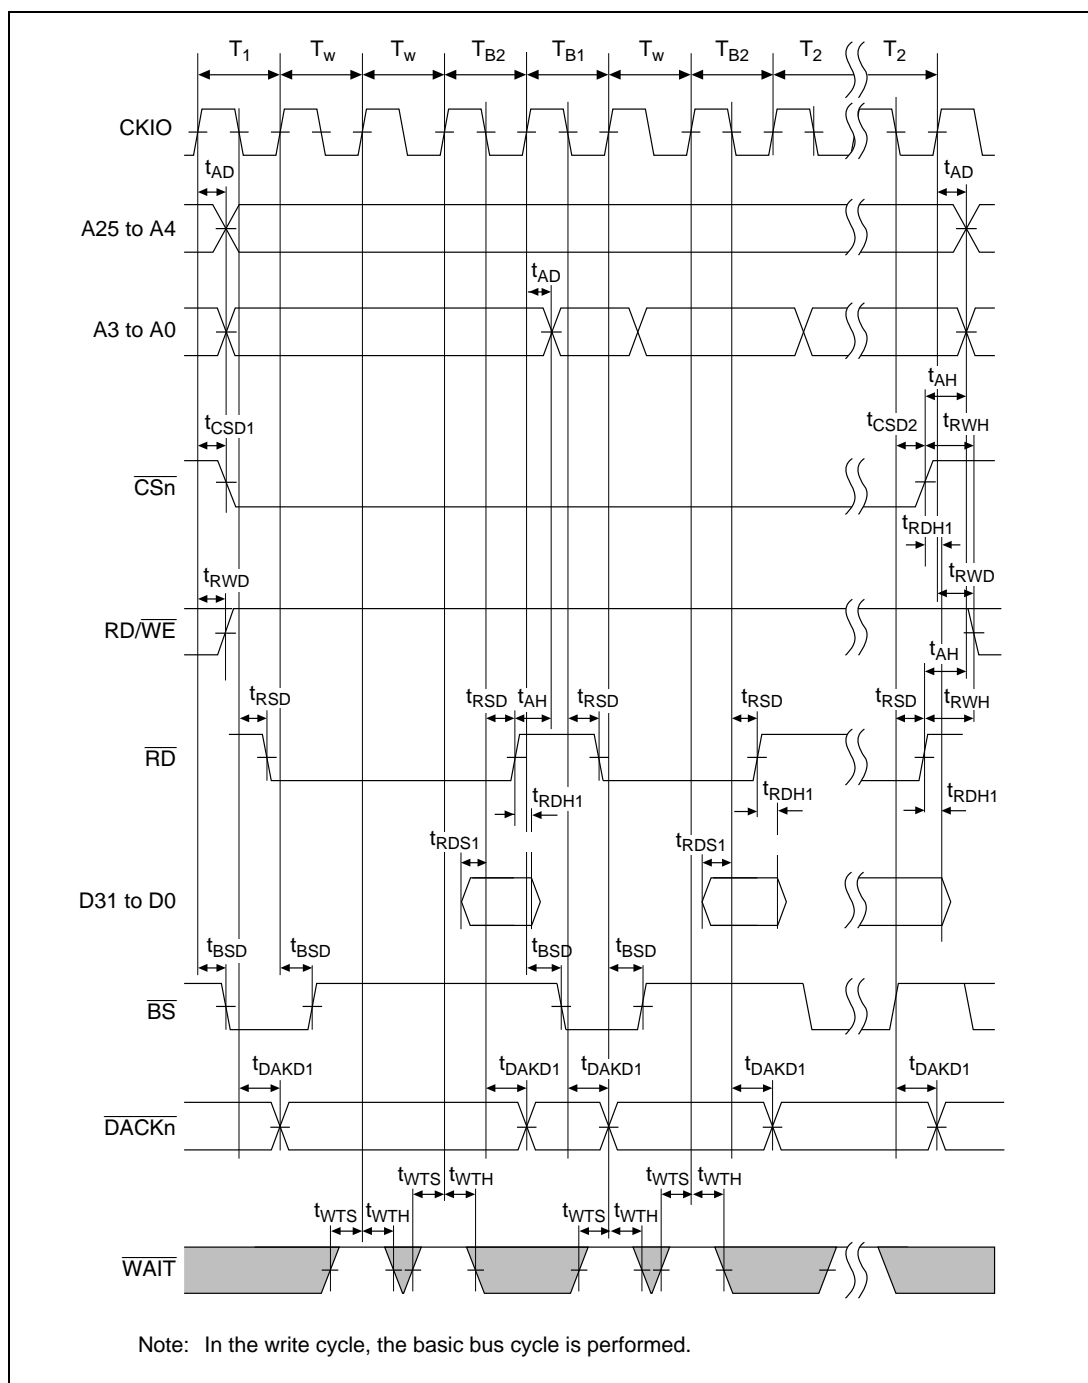 T1 Tw Tw TB2 TB1 Tw TB2 T2 T2
CKIO
tAD tAD
A25 to A4
tAD
A3 to A0
tAH
tCSD1 tCSD2 tRWH
CSn
tRDH1
tRWD tRWD
RD/WE
tAH
tRSD tRSD tAH tRSD tRSD tRSD tRWH
RD
tRDH1 tRDH1 tRDH1
tRDS1 tRDS1
D31 to D0
tBSD tBSD tBSD tBSD
BS
tDAKD1 tDAKD1 tDAKD1 tDAKD1 tDAKD1
DACKn
tWTS tWTH tWTS tWTH
tWTS tWTH tWTS tWTH
WAIT
Note: In the write cycle, the basic bus cycle is performed.